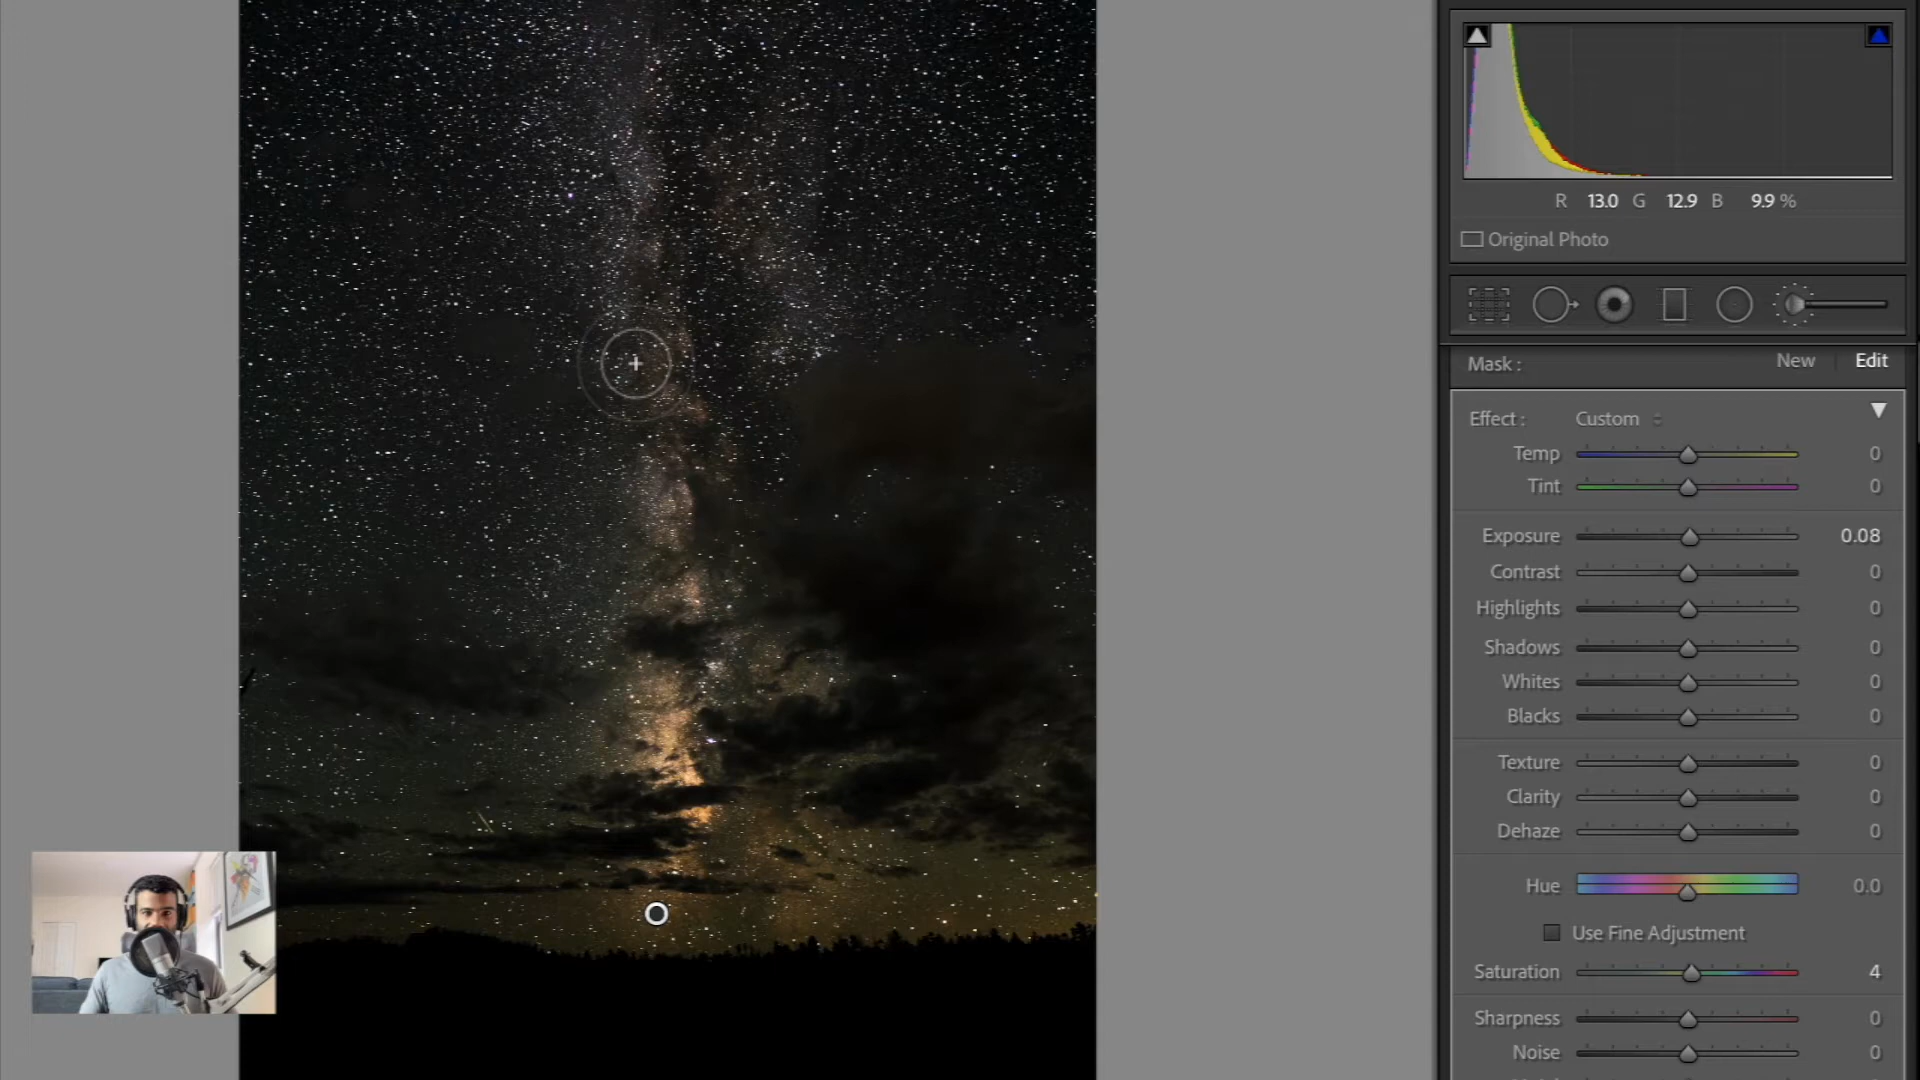 R 13.0 G 12.9 B 9.9 %
Original Photo
Mask : New Edit
Effect : Custom
Temp 0
Tint 0
Exposure 0.08
Contrast 0
Highlights 0
Shadows 0
Whites 0
Blacks 0
Texture 0
Clarity 0
Dehaze 0
Hue 0.0
Use Fine Adjustment
Saturation 4
Sharpness 0
Noise 0